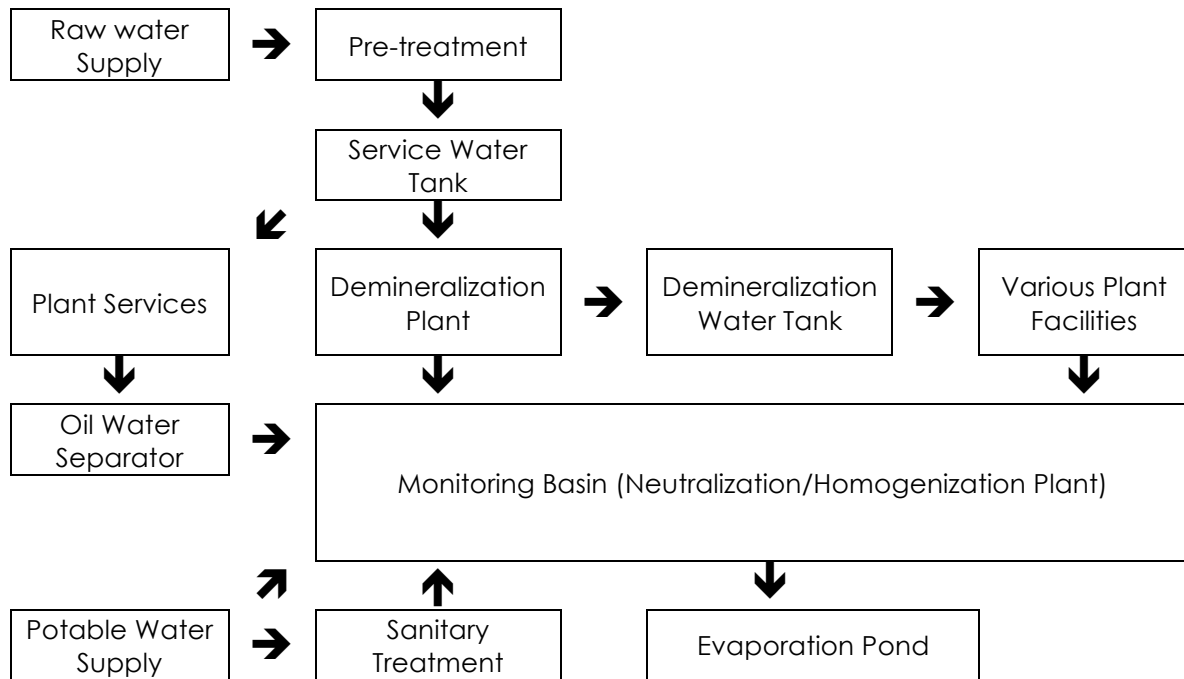 Raw water
Supply
Pre-treatment
Service Water
Tank
Plant Services
Demineralization
Plant
Demineralization
Water Tank
Various Plant
Facilities
Oil Water
Separator
Monitoring Basin (Neutralization/Homogenization Plant)
Potable Water
Supply
Sanitary
Treatment
Evaporation Pond